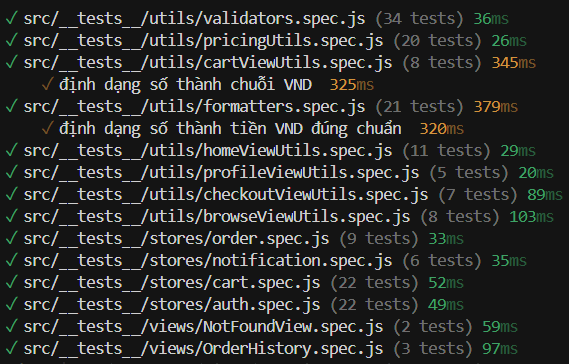 ✓ src/__tests__/utils/validators.spec.js (34 tests) 36ms
✓ src/__tests__/utils/pricingUtils.spec.js (20 tests) 26ms
✓ src/__tests__/utils/cartViewUtils.spec.js (8 tests) 345ms
✓ định dạng số thành chuỗi VND 325ms
✓ src/__tests__/utils/formatters.spec.js (21 tests) 379ms
✓ định dạng số thành tiền VND đúng chuẩn 320ms
✓ src/__tests__/utils/homeViewUtils.spec.js (11 tests) 29ms
✓ src/__tests__/utils/profileViewUtils.spec.js (5 tests) 20ms
✓ src/__tests__/utils/checkoutViewUtils.spec.js (7 tests) 89ms
✓ src/__tests__/utils/browseViewUtils.spec.js (8 tests) 103ms
✓ src/__tests__/stores/order.spec.js (9 tests) 33ms
✓ src/__tests__/stores/notification.spec.js (6 tests) 35ms
✓ src/__tests__/stores/cart.spec.js (22 tests) 52ms
✓ src/__tests__/stores/auth.spec.js (22 tests) 49ms
✓ src/__tests__/views/NotFoundView.spec.js (2 tests) 59ms
✓ src/__tests__/views/OrderHistory.spec.js (3 tests) 97ms